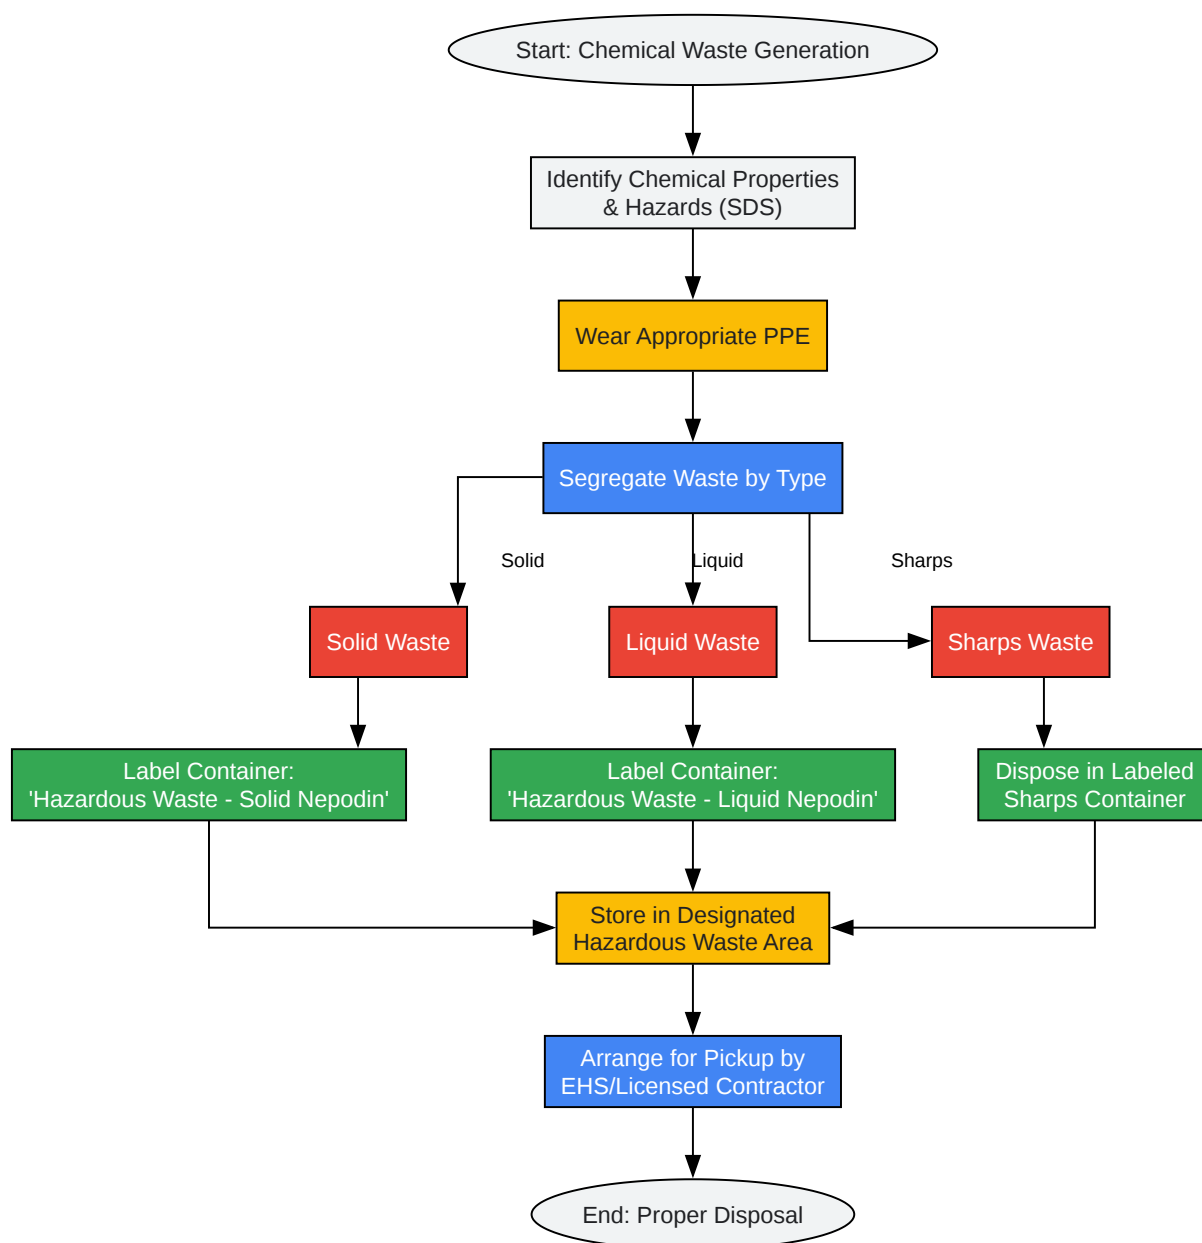 Start: Chemical Waste Generation
Identify Chemical Properties
& Hazards (SDS)
Wear Appropriate PPE
Segregate Waste by Type
Solid
Liquid
Sharps
Solid Waste
Liquid Waste
Sharps Waste
Label Container:
'Hazardous Waste - Solid Nepodin'
Label Container:
'Hazardous Waste - Liquid Nepodin'
Dispose in Labeled
Sharps Container
Store in Designated
Hazardous Waste Area
Arrange for Pickup by
EHS/Licensed Contractor
End: Proper Disposal